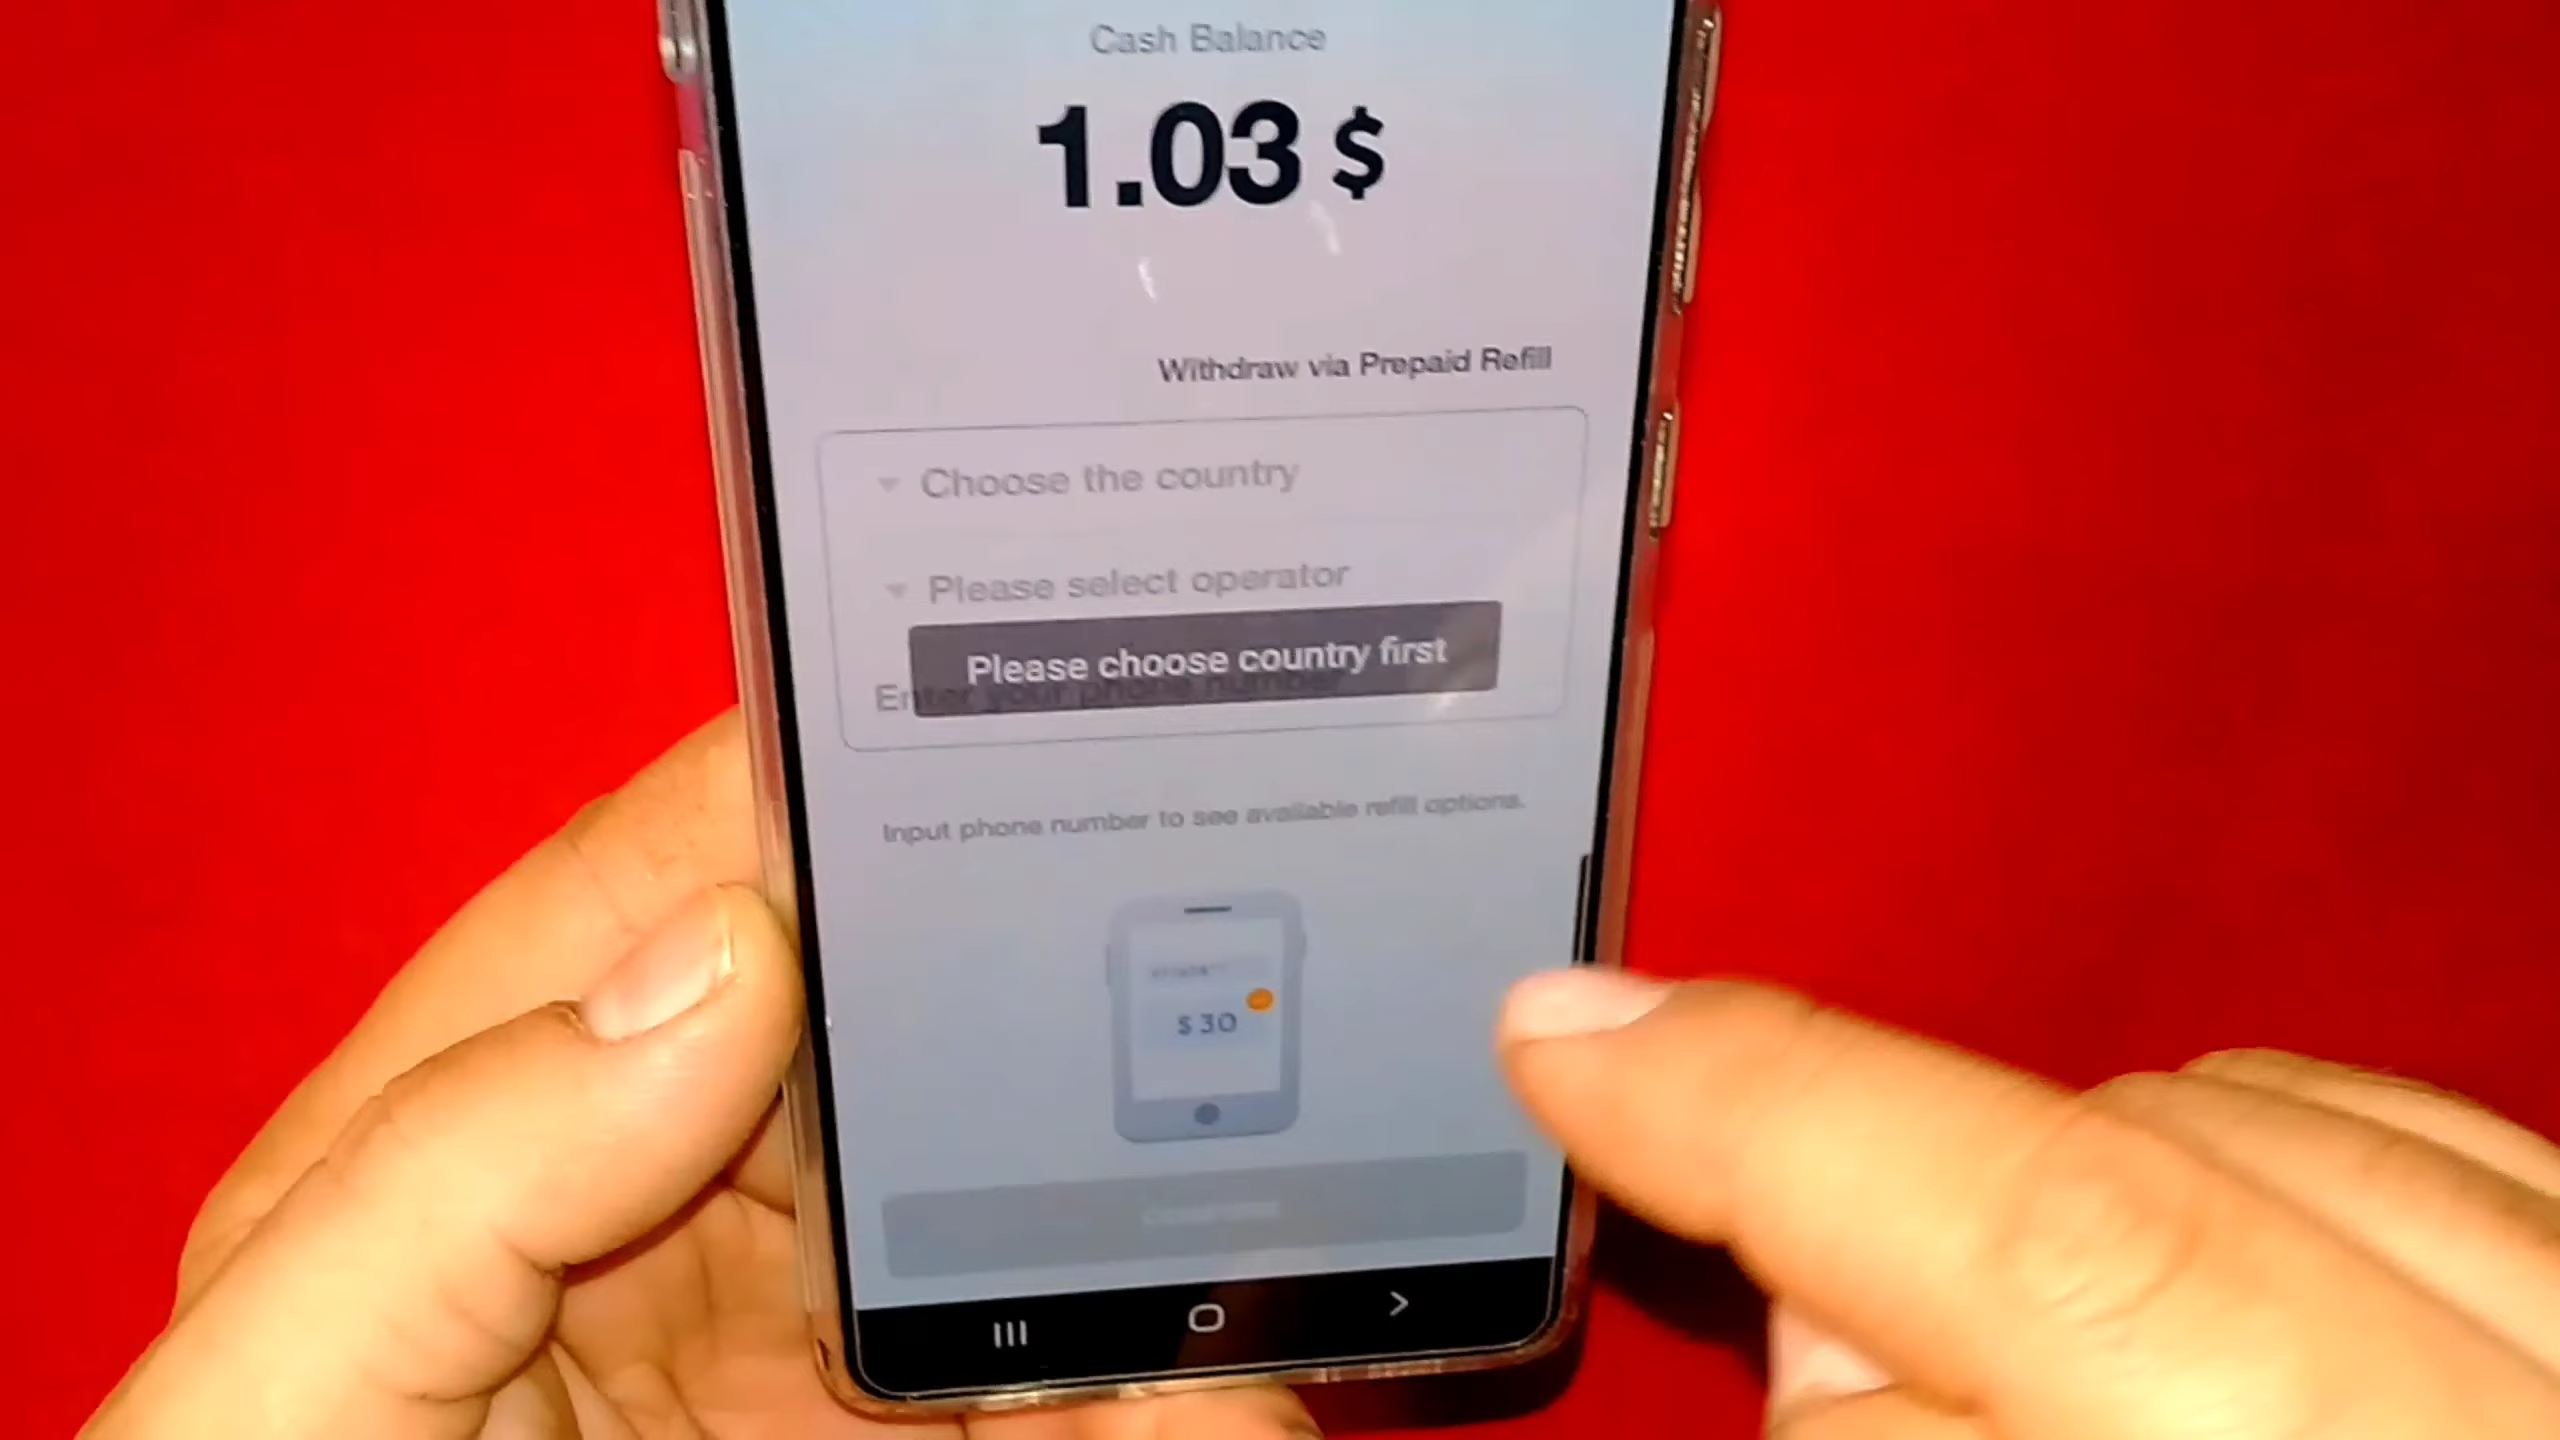 Cash Balance
1.03 $
Withdraw via Prepaid Refill
Choose the country
Please select operator
Please choose country first
Enter your phone number
Input phone number to see available refill options.
$ 30